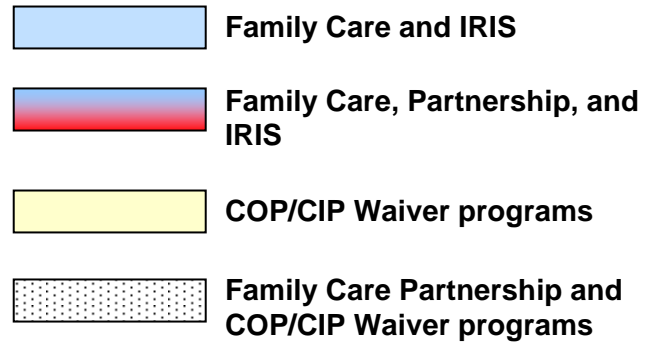 Family Care and IRIS
Family Care, Partnership, and
IRIS
COP/CIP Waiver programs
Family Care Partnership and
COP/CIP Waiver programs